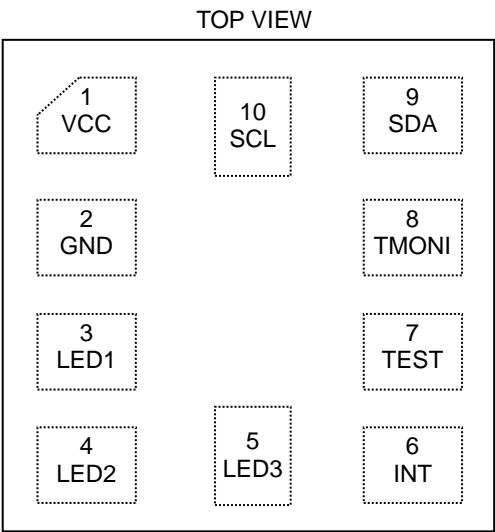 TOP VIEW
1
VCC
10
SCL
9
SDA
2
GND
8
TMONI
3
LED1
7
TEST
4
LED2
5
LED3
6
INT